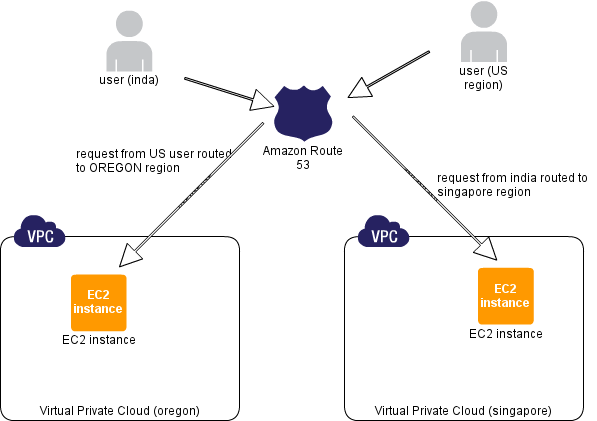 user (inda)
user (US
region)
Amazon Route
53
request from US user routed
to OREGON region
request from india routed to
singapore region
VPC
EC2
instance
EC2 instance
Virtual Private Cloud (oregon)
VPC
EC2
instance
EC2 instance
Virtual Private Cloud (singapore)